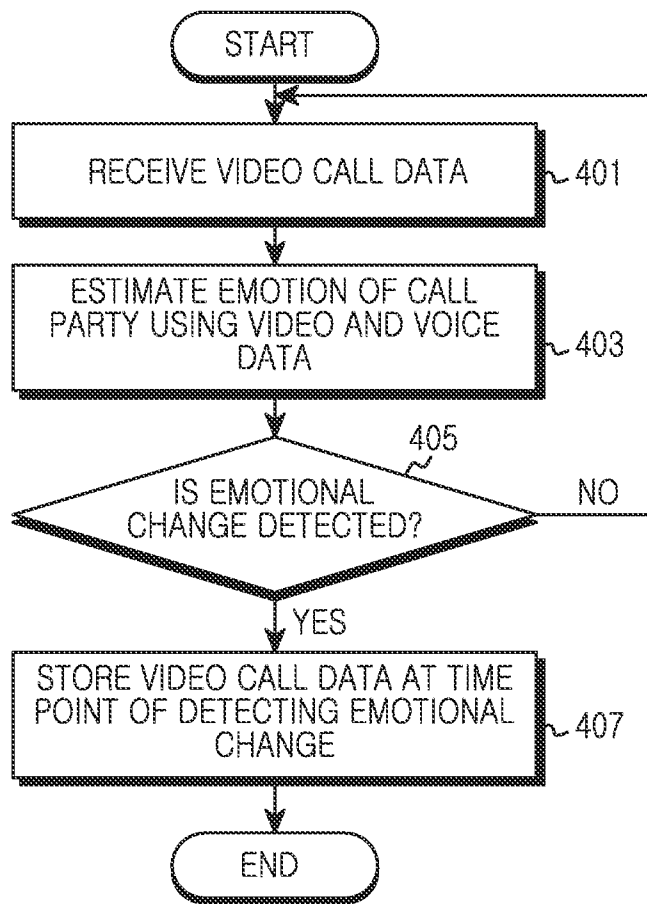 START
RECEIVE VIDEO CALL DATA
401
ESTIMATE EMOTION OF CALL
PARTY USING VIDEO AND VOICE
DATA
403
405
IS EMOTIONAL
CHANGE DETECTED?
NO
YES
STORE VIDEO CALL DATA AT TIME
POINT OF DETECTING EMOTIONAL
CHANGE
407
END